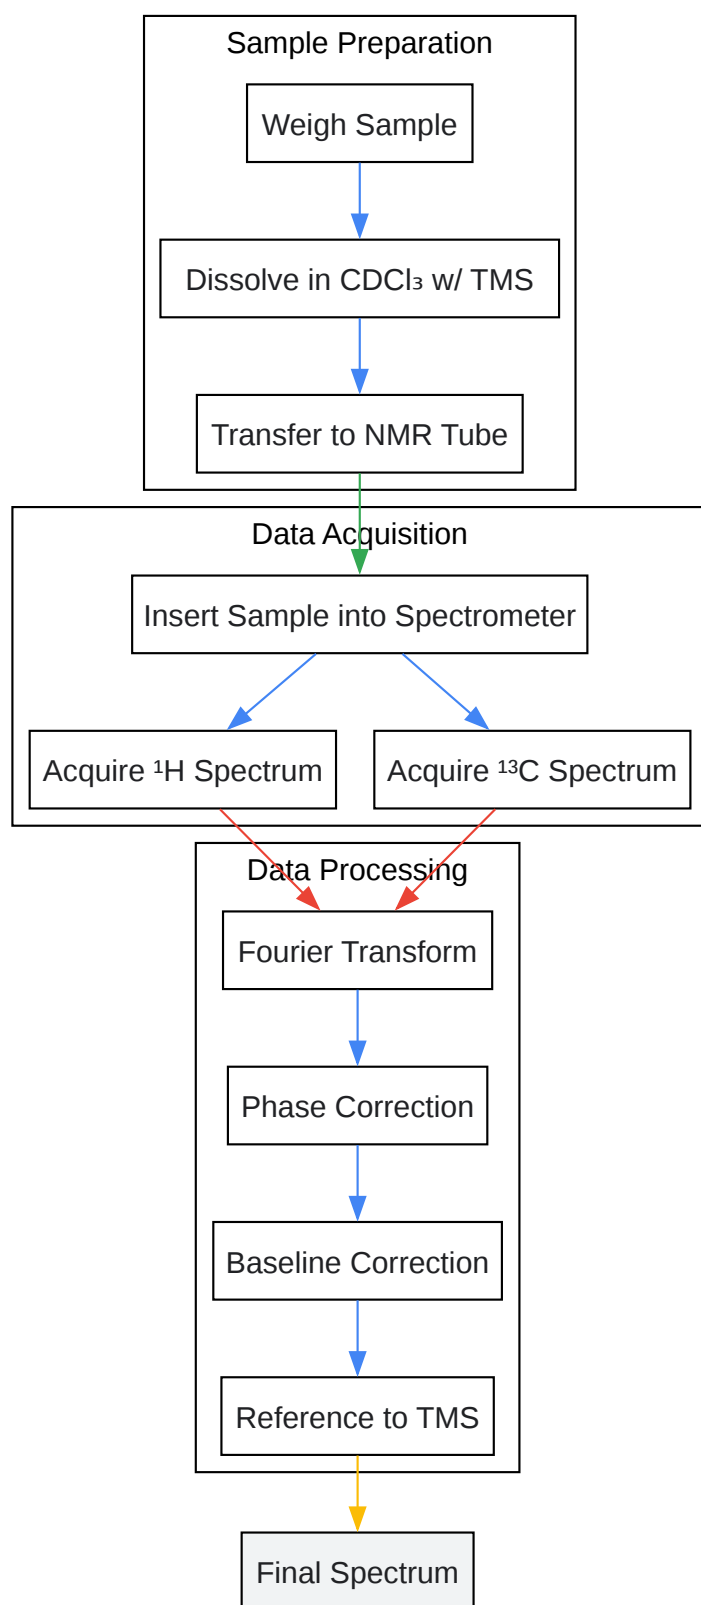 Sample Preparation
Weigh Sample
Dissolve in CDCl₃ w/ TMS
Transfer to NMR Tube
Data Acquisition
Insert Sample into Spectrometer
Acquire ¹H Spectrum
Acquire ¹³C Spectrum
Data Processing
Fourier Transform
Phase Correction
Baseline Correction
Reference to TMS
Final Spectrum